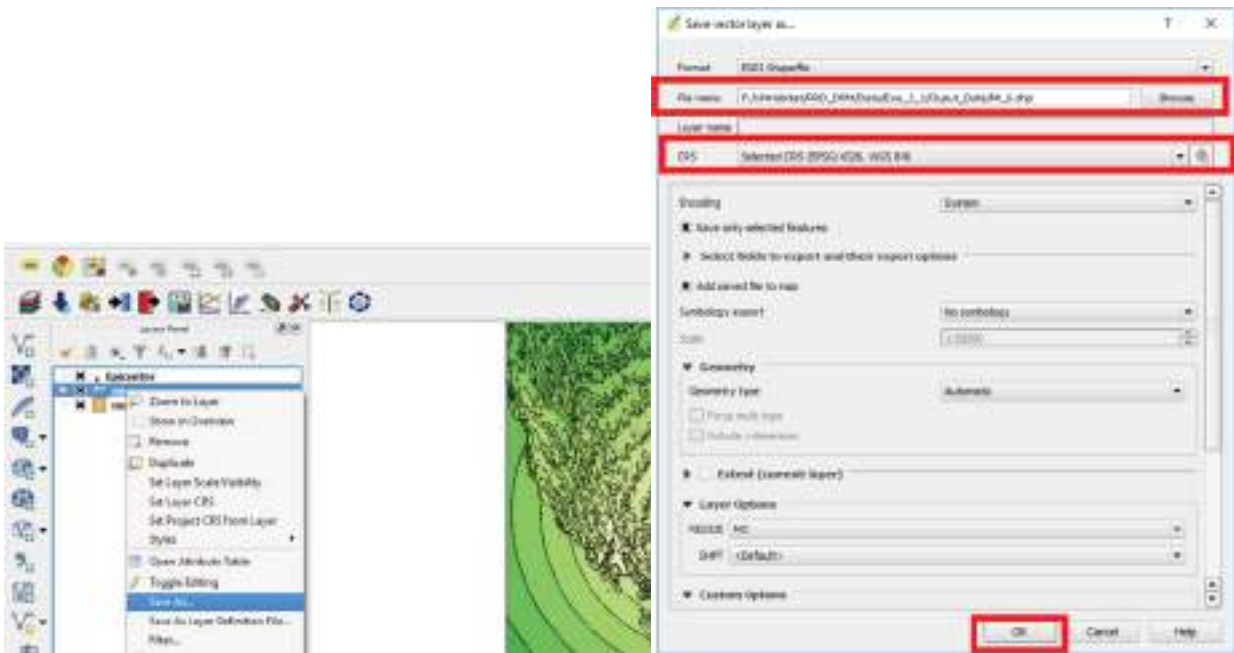 Layers Panel
Epicenter
Zoom to Layer
Show in Overview
Remove
Duplicate
Set Layer Scale Visibility
Set Layer CRS
Set Project CRS from Layer
Styles
Open Attribute Table
Toggle Editing
Save As...
Save As Layer Definition File...
Filter...
Save vector layer as...
Format ESRI Shapefile
File name Browse
Layer name
CRS Selected CRS (EPSG:4326, WGS 84)
Encoding System
Save only selected features
Select fields to export and their export options
Add saved file to map
Symbology export No symbology
Scale 1:50000
Geometry
Geometry type Automatic
Force multi-type
Include z-dimension
Extent (current: layer)
Layer Options
RESIZE NO
SHPT <Default>
Custom Options
OK Cancel Help